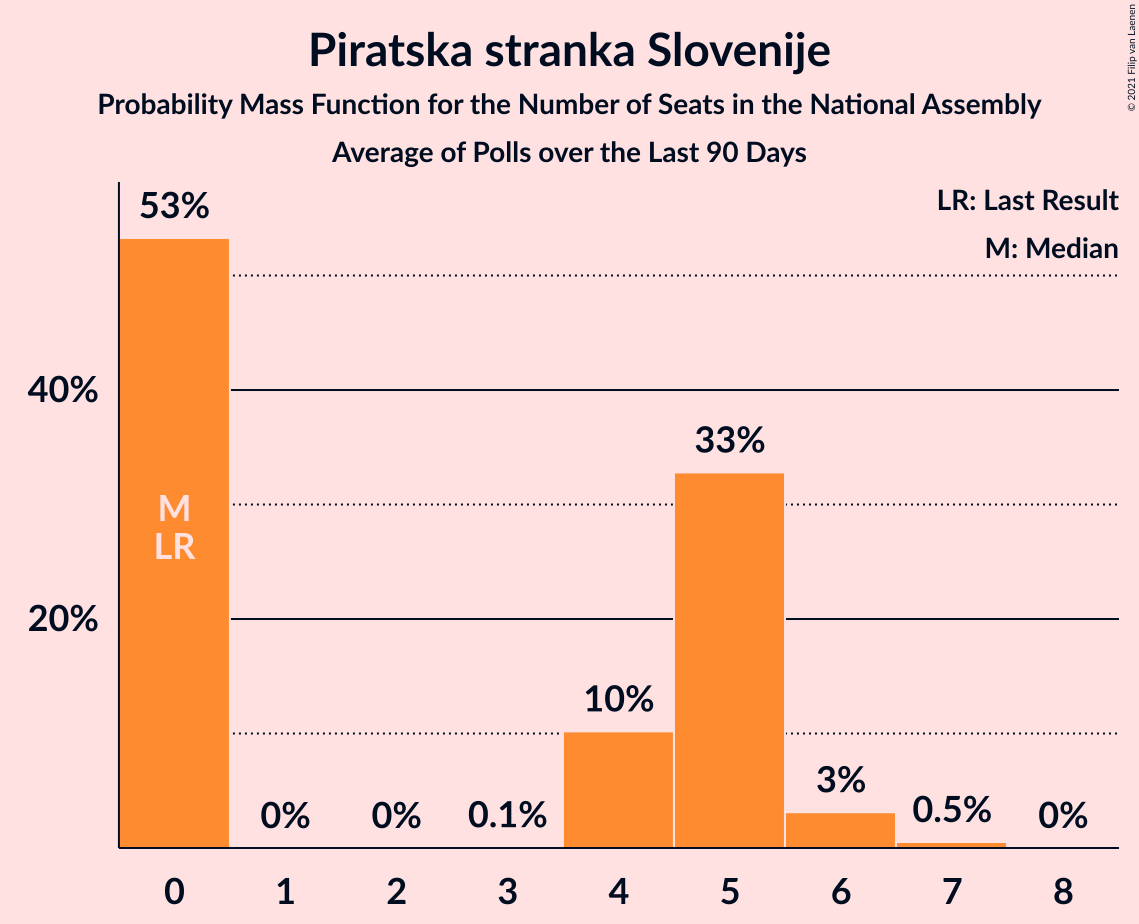 Piratska stranka Slovenije
Probability Mass Function for the Number of Seats in the National Assembly
Average of Polls over the Last 90 Days
© 2021 Filip van Laenen
LR: Last Result
M: Median
53%
40%
33%
M
LR
20%
10%
3%
0%
0%
0.1%
0.5%
0%
0 1 2 3 4 5 6 7 8